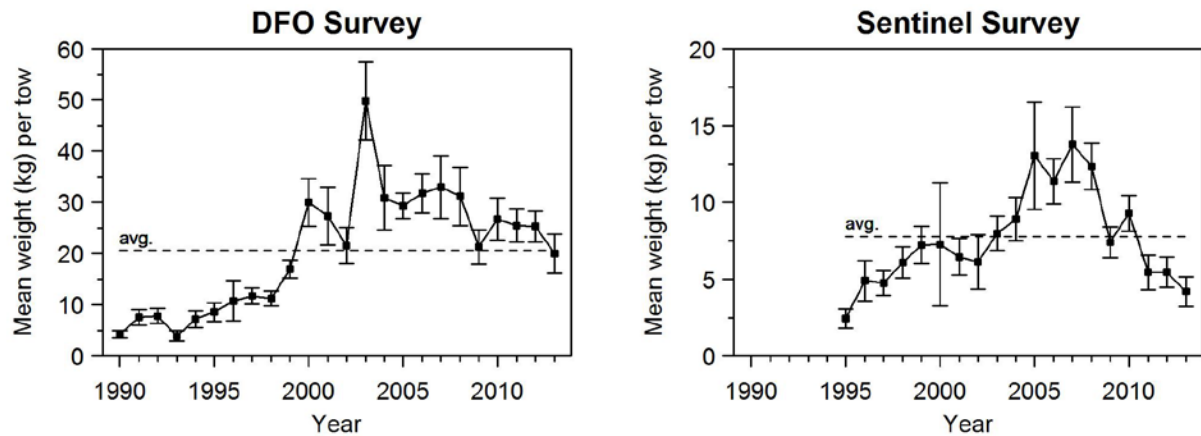 DFO Survey
Mean weight (kg) per tow
60
50
40
30
20
10
0
avg.
1990 1995 2000 2005 2010
Year
Sentinel Survey
Mean weight (kg) per tow
20
15
10
5
0
avg.
1990 1995 2000 2005 2010
Year